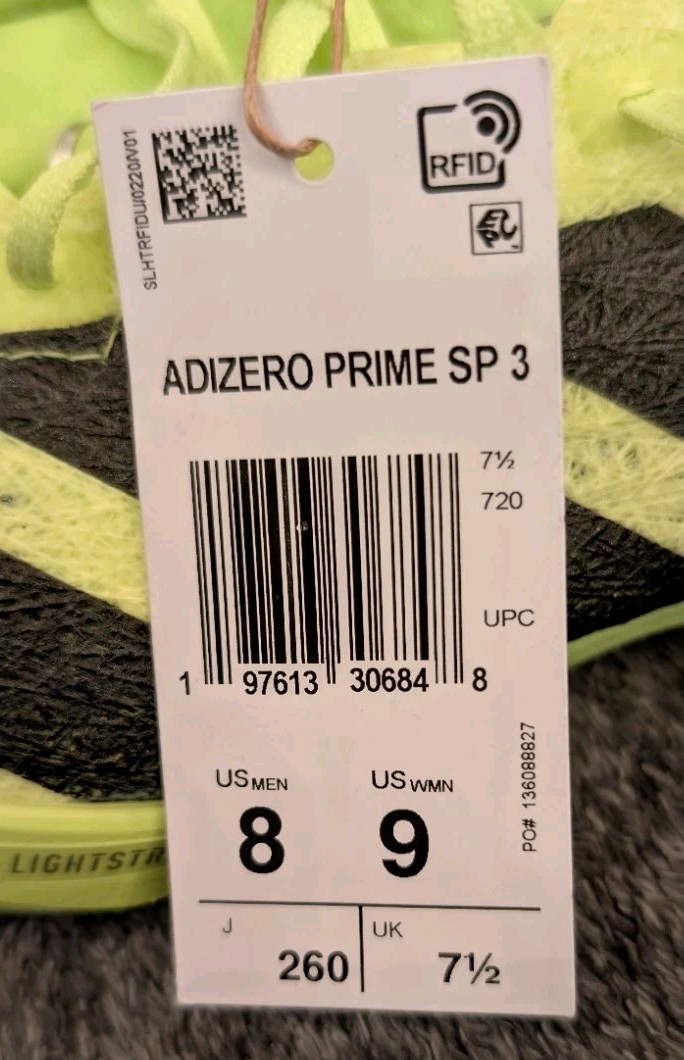 SLHTRFIDU/0220/V01
RFID
ADIZERO PRIME SP 3
7½
720
UPC
1 97613 30684 8
PO# 136088827
US MEN
8
US WMN
9
J
260
UK
7½
LIGHTSTR